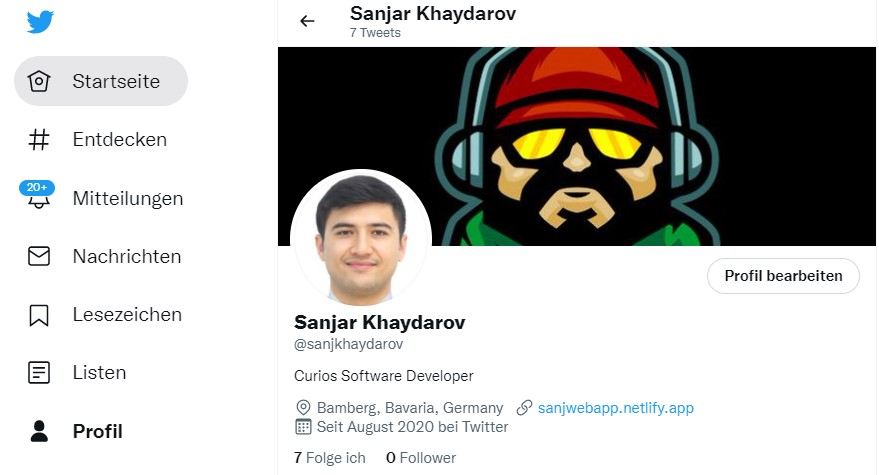 Startseite
Entdecken
20+
Mitteilungen
Nachrichten
Lesezeichen
Listen
Profil
Sanjar Khaydarov
7 Tweets
Profil bearbeiten
Sanjar Khaydarov
@sanjkhaydarov
Curios Software Developer
Bamberg, Bavaria, Germany sanjwebapp.netlify.app
Seit August 2020 bei Twitter
7 Folge ich 0 Follower